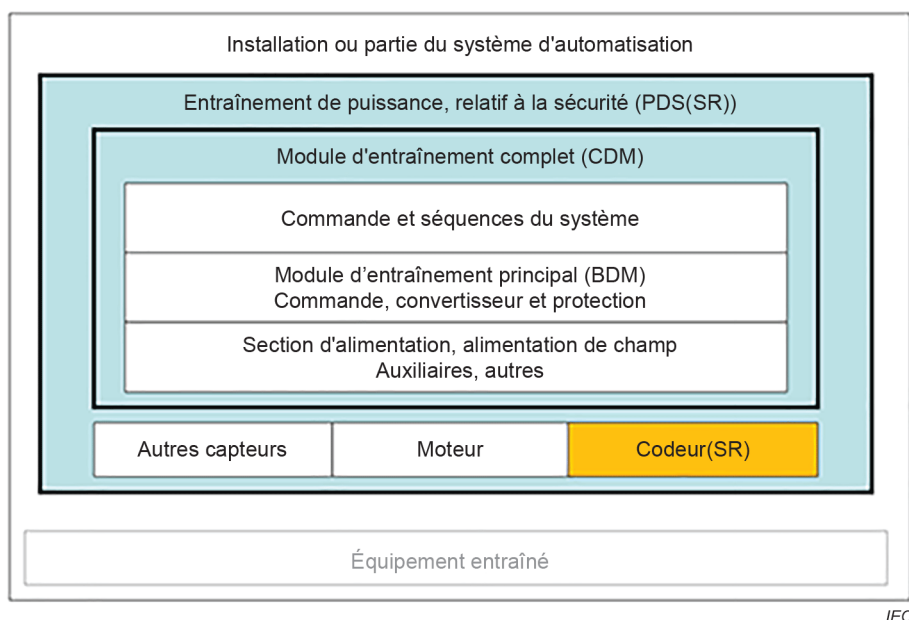 Installation ou partie du système d'automatisation
Entraînement de puissance, relatif à la sécurité (PDS(SR))
Module d'entraînement complet (CDM)
Commande et séquences du système
Module d’entraînement principal (BDM)
Commande, convertisseur et protection
Section d'alimentation, alimentation de champ
Auxiliaires, autres
Autres capteurs
Moteur
Codeur(SR)
Équipement entraîné
IEC